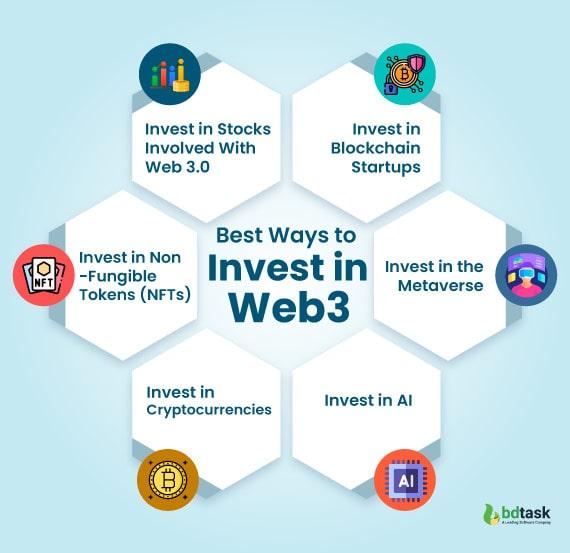 Best Ways to
Invest in
Web3
Invest in Stocks
Involved With
Web 3.0
Invest in
Blockchain
Startups
Invest in Non
-Fungible
Tokens (NFTs)
NFT
Invest in the
Metaverse
Invest in
Cryptocurrencies
Invest in AI
AI
bdtask
A Leading Software Company